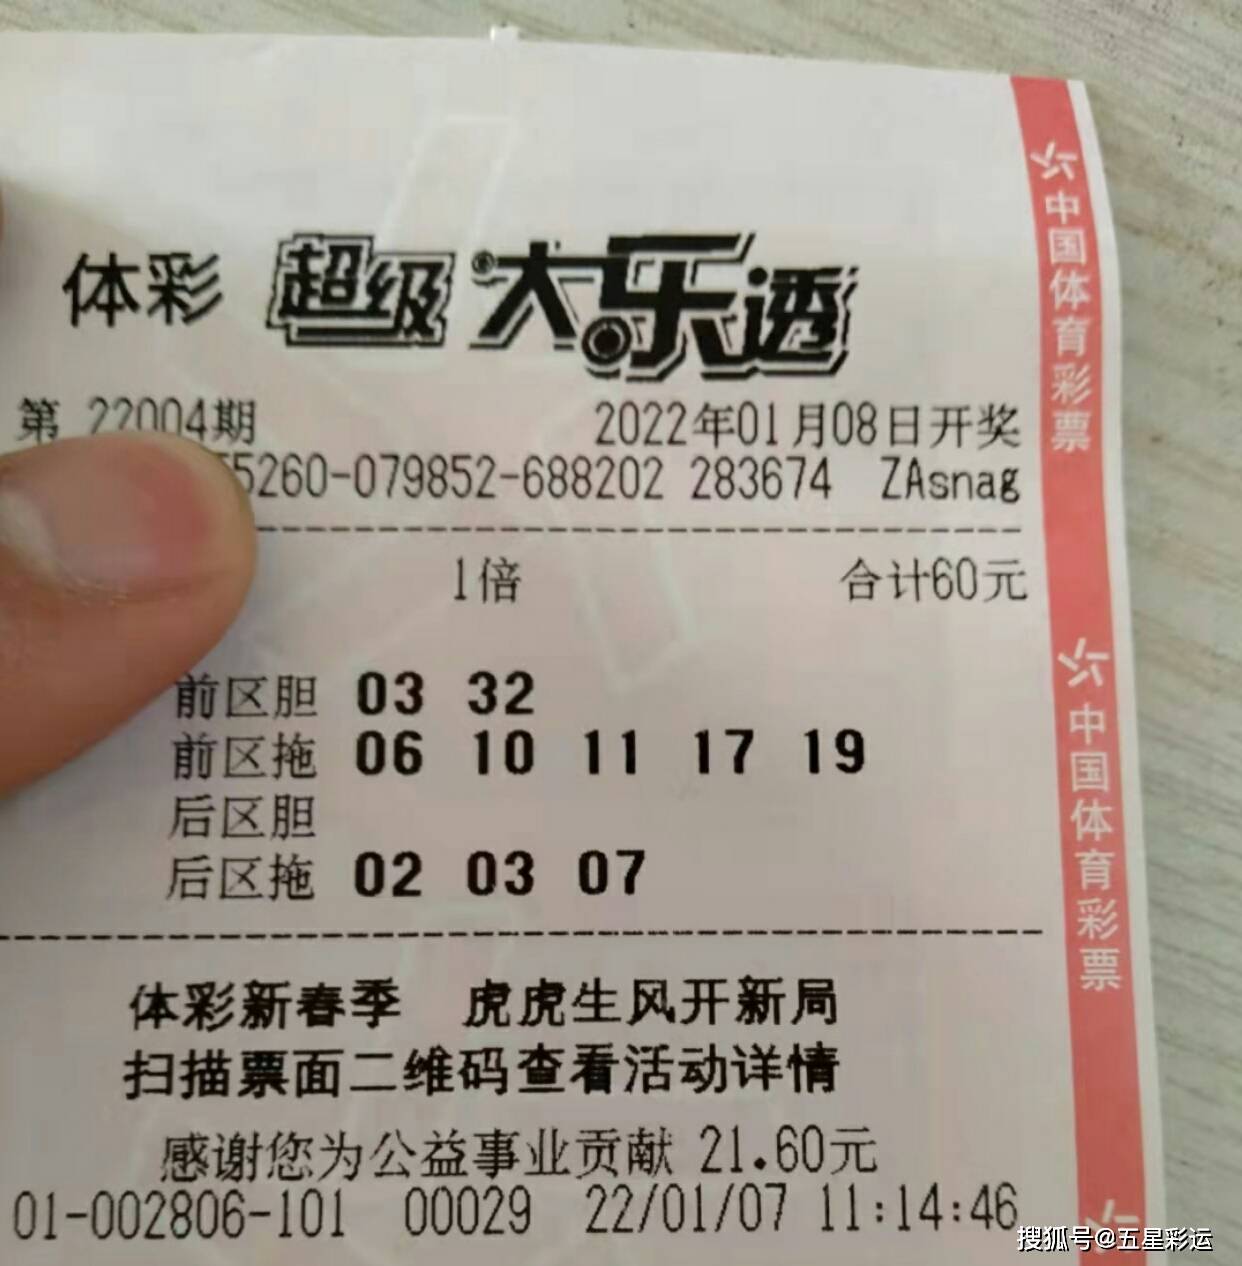 体彩 超级大乐透
第 22004期 2022年01月08日开奖
5260-079852-688202 283674 ZAsnag
1倍 合计60元
前区胆 03 32
前区拖 06 10 11 17 19
后区胆
后区拖 02 03 07
体彩新春季 虎虎生风开新局
扫描票面二维码查看活动详情
感谢您为公益事业贡献 21.60元
01-002806-101 00029 22/01/07 11:14:46
中国体育彩票
中国体育彩票
搜狐号@五星彩运